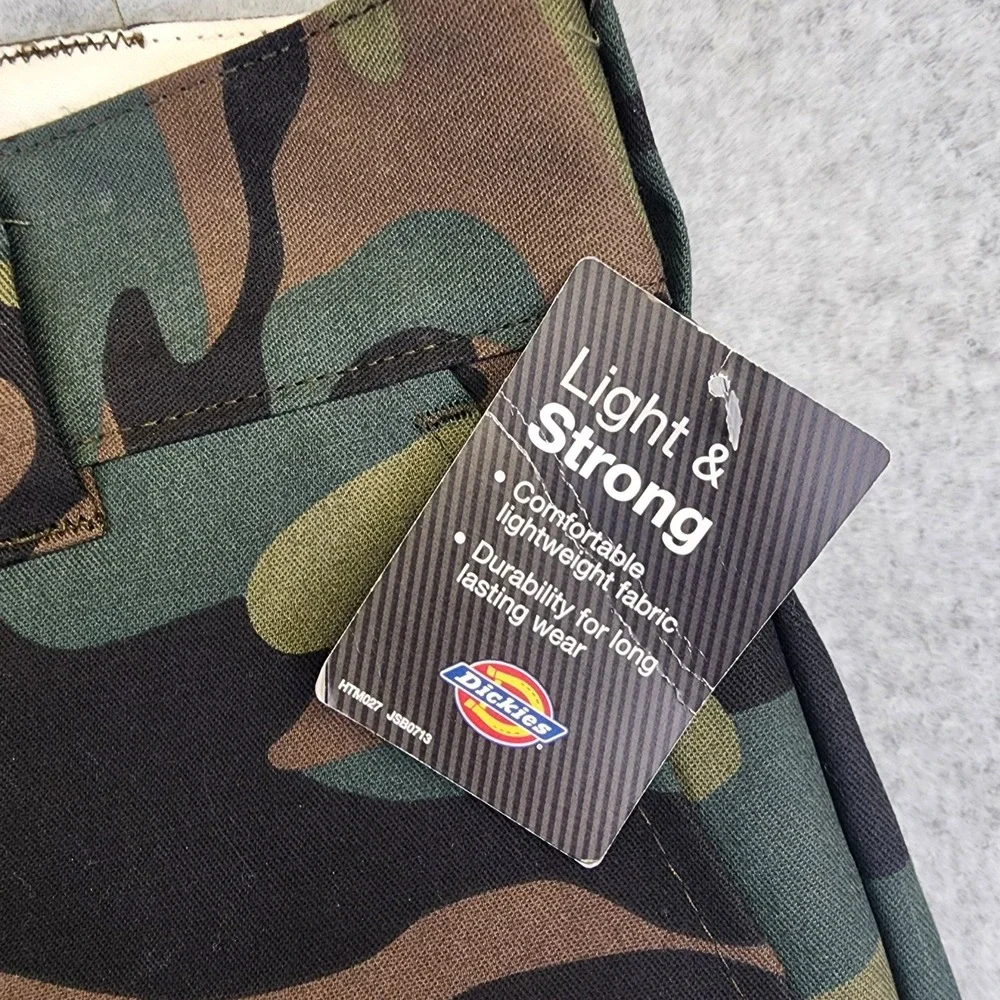 Light &
Strong
• Comfortable
lightweight fabric
• Durability for long
lasting wear
Dickies®
HTM027 JSB0713